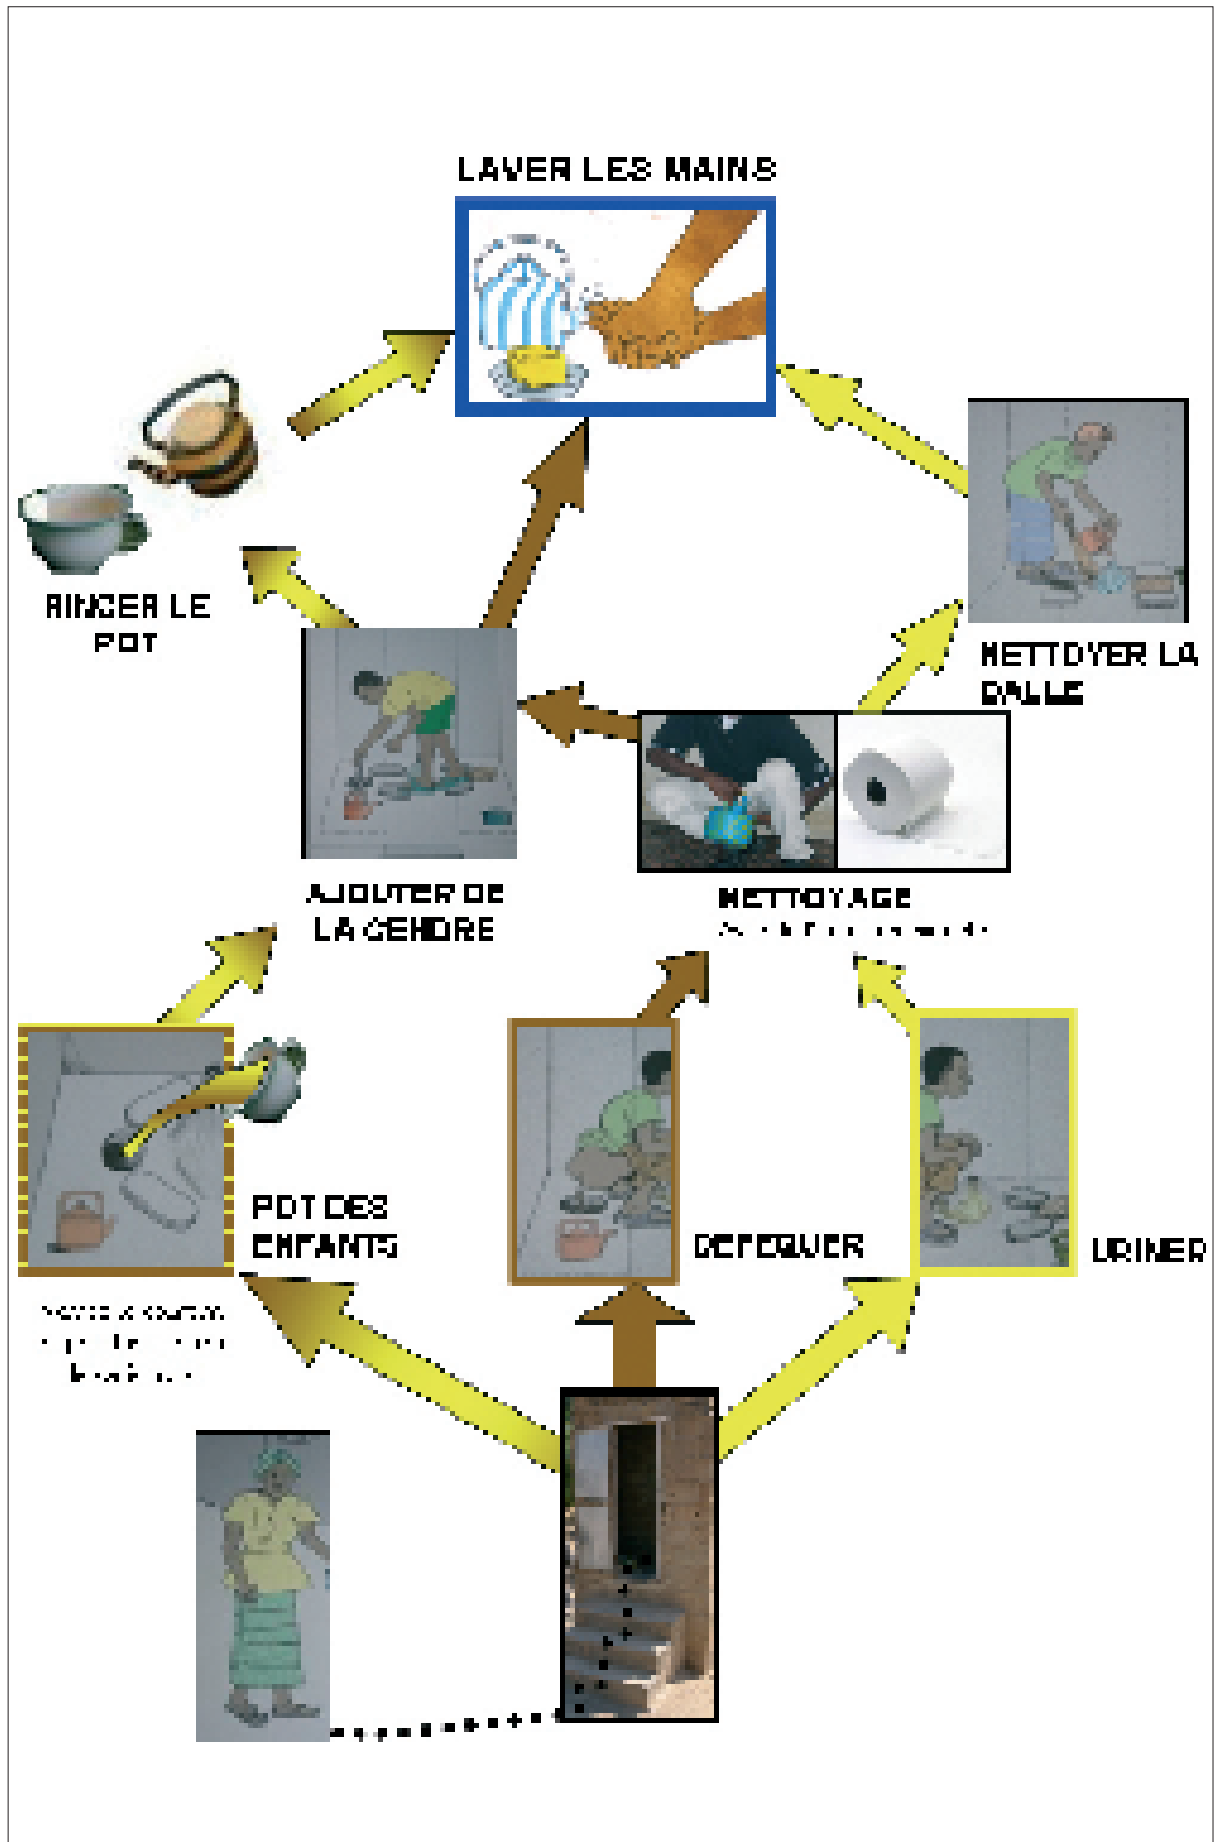 LAVER LES MAINS
RINCER LE
POT
NETTOYER LA
DALLE
AJOUTER DE
LA CENDRE
NETTOYAGE
POT DES
ENFANTS
DEFEQUER
URINER